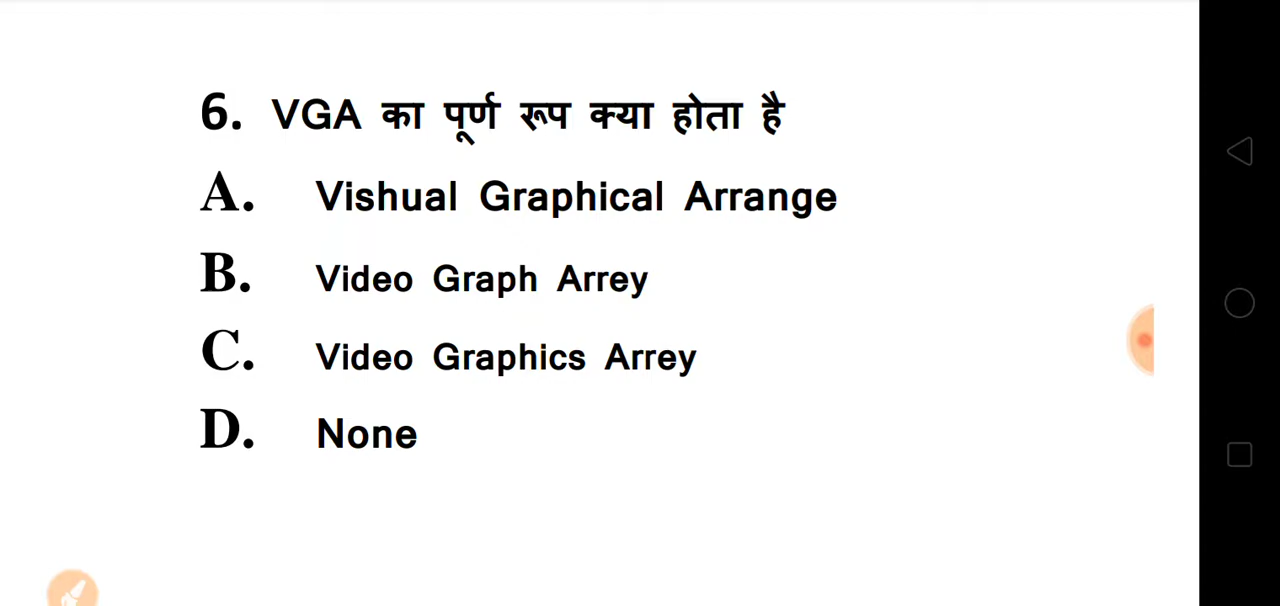 6. VGA का पूर्ण रूप क्या होता है
A. Vishual Graphical Arrange
B. Video Graph Arrey
C. Video Graphics Arrey
D. None